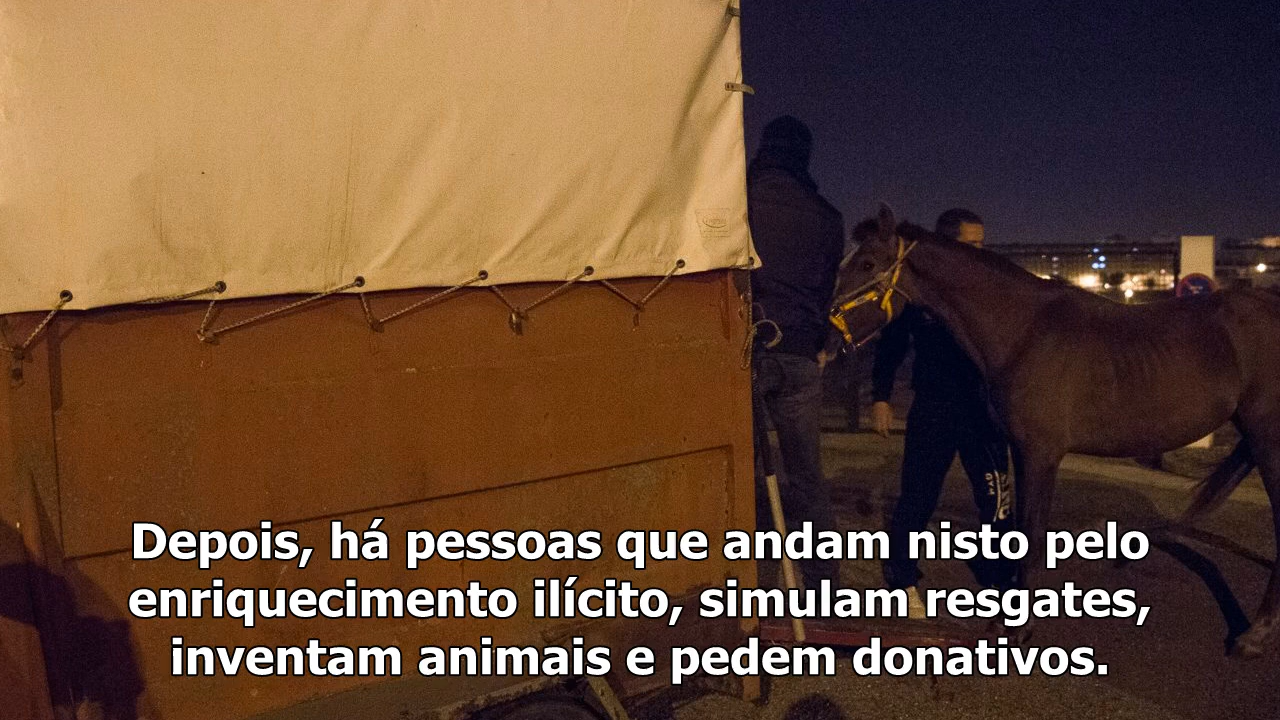 Depois, há pessoas que andam nisto pelo
enriquecimento ilícito, simulam resgates,
inventam animais e pedem donativos.